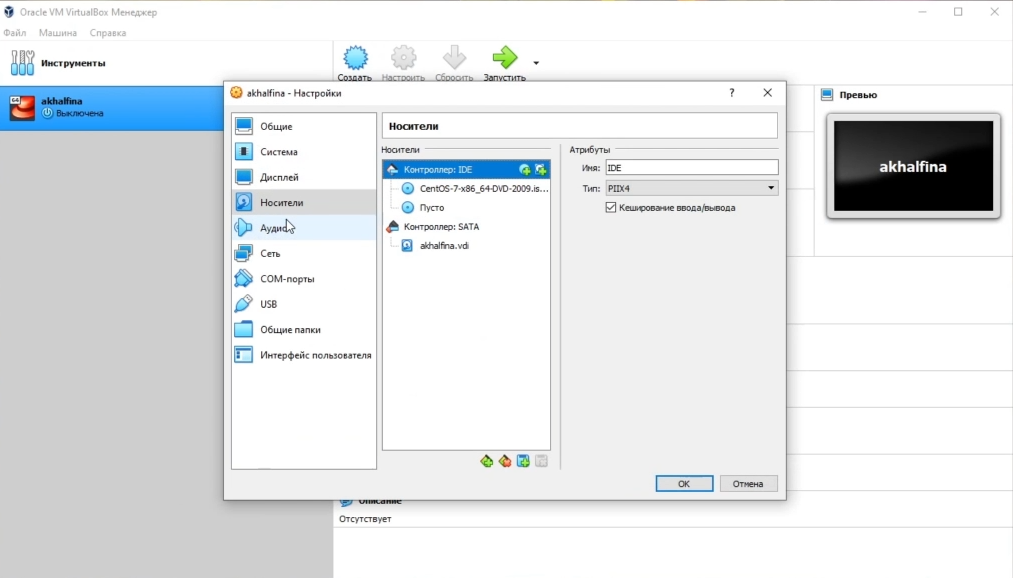 Oracle VM VirtualBox Менеджер
Файл Машина Справка
Инструменты
Создать Настроить Сбросить Запустить
64
akhalfina
Выключена
Превью
akhalfina
akhalfina - Настройки
?
Общие
Система
Дисплей
Носители
Аудио
Сеть
COM-порты
USB
Общие папки
Интерфейс пользователя
Носители
Носители
Контроллер: IDE
CentOS-7-x86_64-DVD-2009.is...
Пусто
Контроллер: SATA
akhalfina.vdi
Атрибуты
Имя: IDE
Тип: PIIX4
Кеширование ввода/вывода
OK Отмена
Описание
Отсутствует